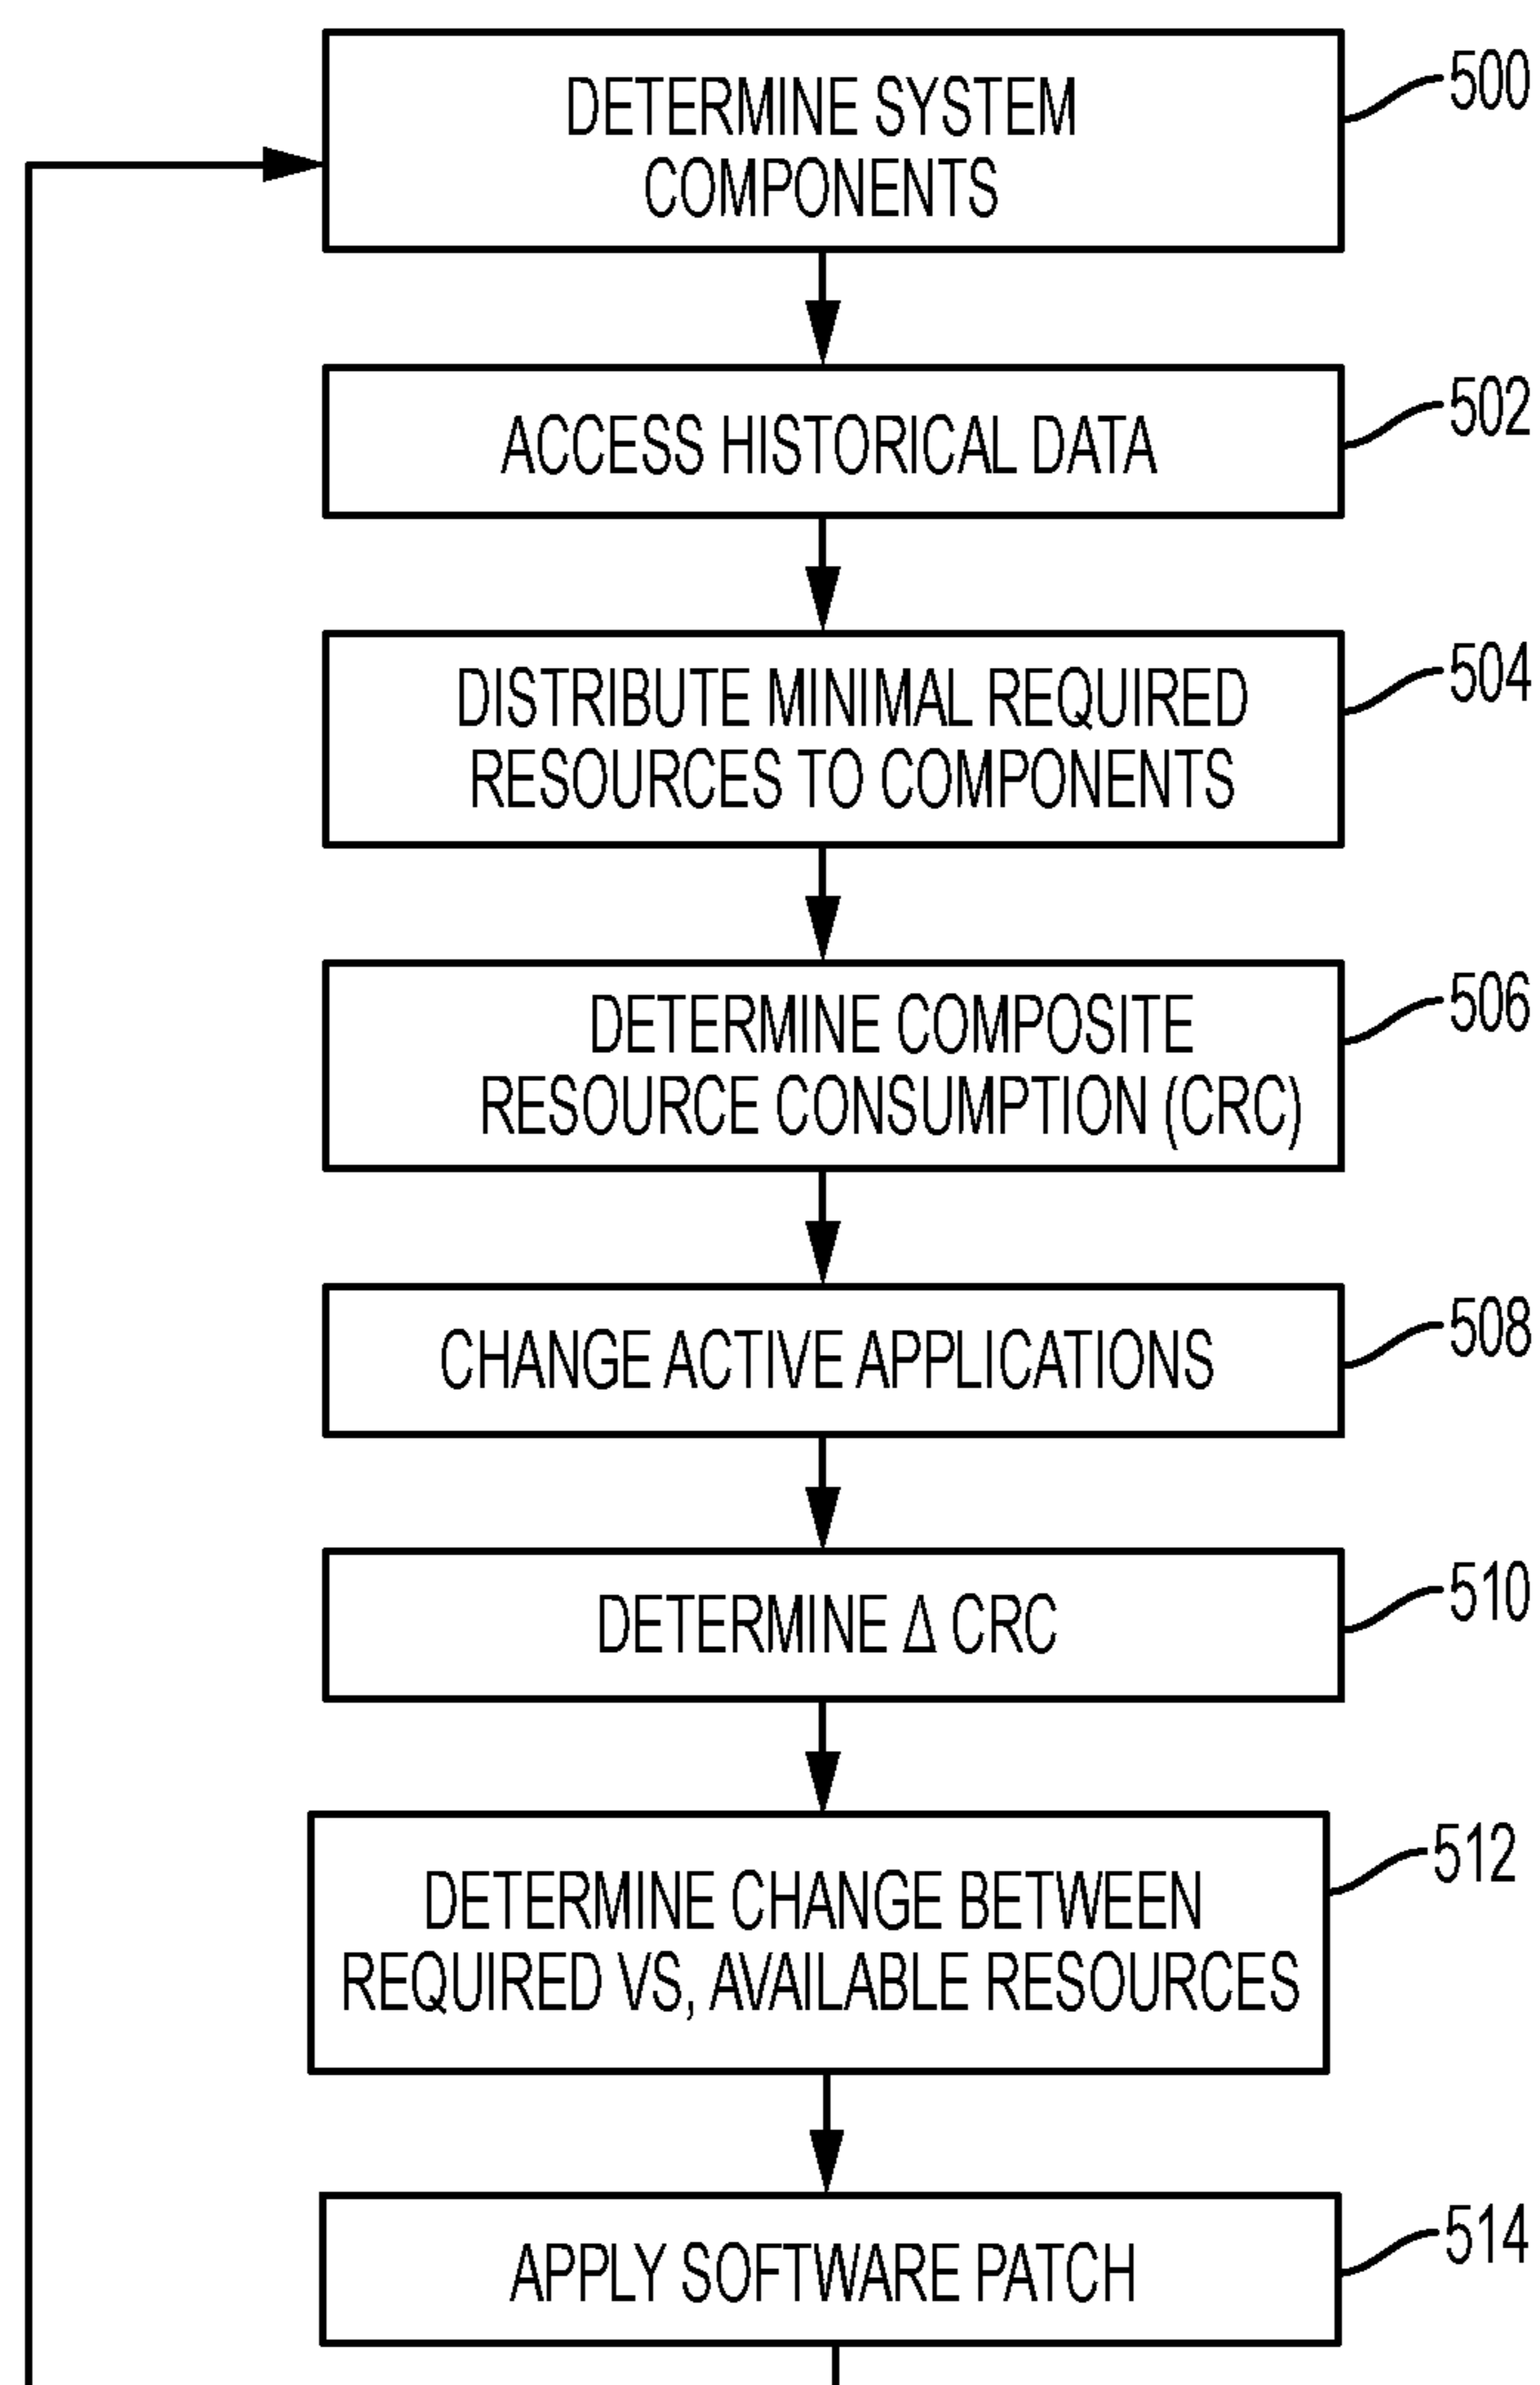 DETERMINE SYSTEM
COMPONENTS
500
ACCESS HISTORICAL DATA
502
DISTRIBUTE MINIMAL REQUIRED
RESOURCES TO COMPONENTS
504
DETERMINE COMPOSITE
RESOURCE CONSUMPTION (CRC)
506
CHANGE ACTIVE APPLICATIONS
508
DETERMINE Δ CRC
510
DETERMINE CHANGE BETWEEN
REQUIRED VS, AVAILABLE RESOURCES
512
APPLY SOFTWARE PATCH
514